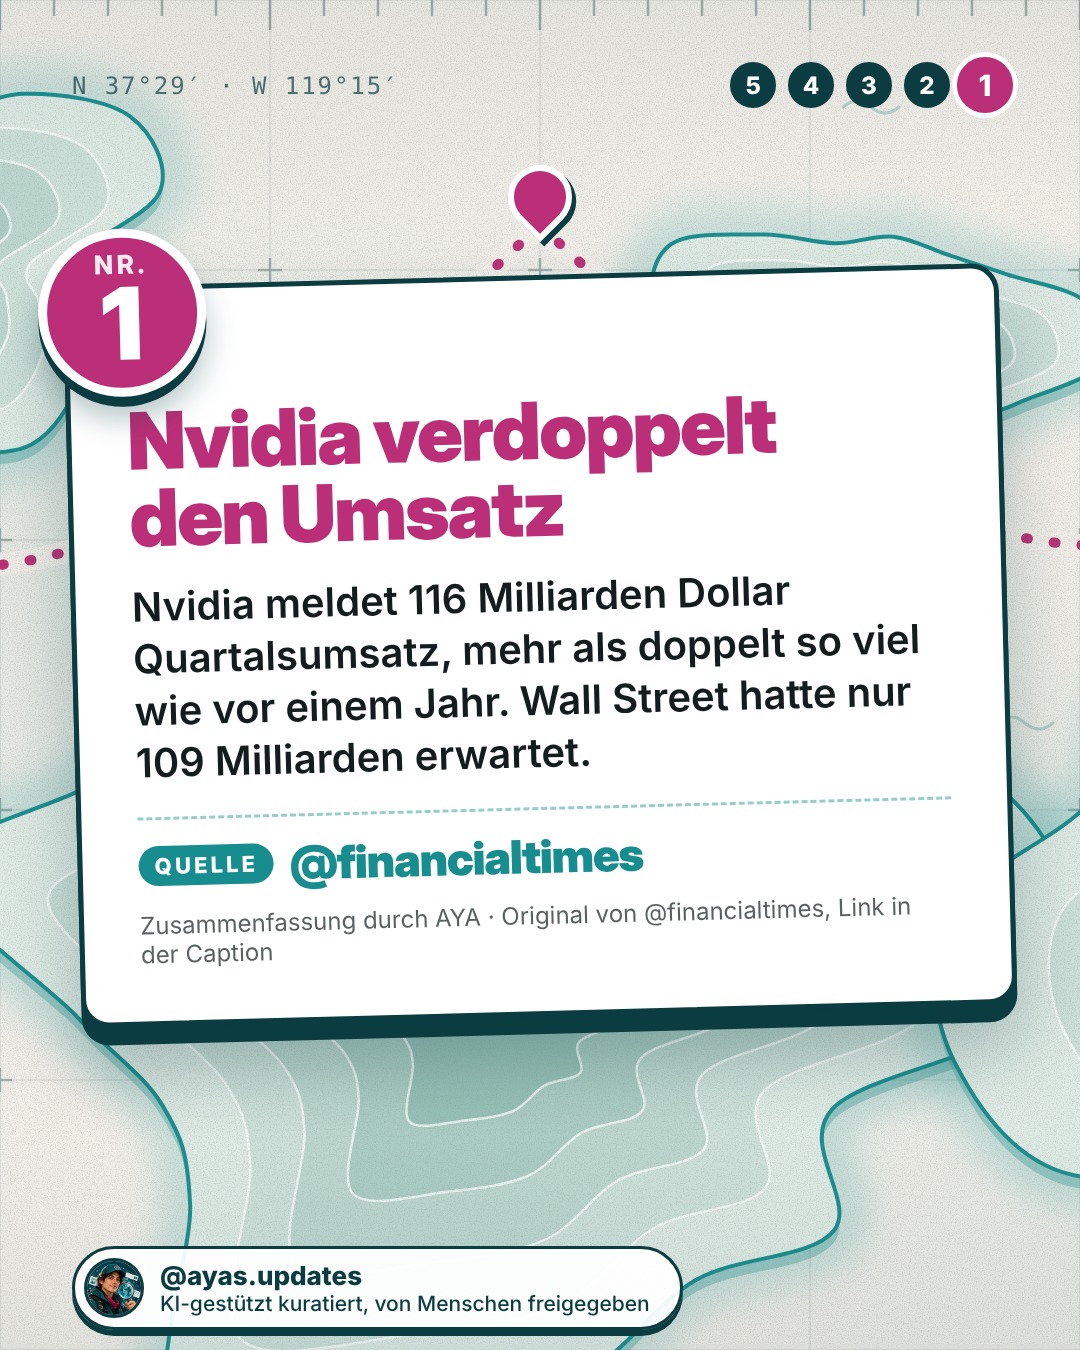 N 37°29′ · W 119°15′
5 4 3 2 1
NR.
1
Nvidia verdoppelt
den Umsatz
Nvidia meldet 116 Milliarden Dollar
Quartalsumsatz, mehr als doppelt so viel
wie vor einem Jahr. Wall Street hatte nur
109 Milliarden erwartet.
QUELLE @financialtimes
Zusammenfassung durch AYA · Original von @financialtimes, Link in
der Caption
@ayas.updates
KI-gestützt kuratiert, von Menschen freigegeben